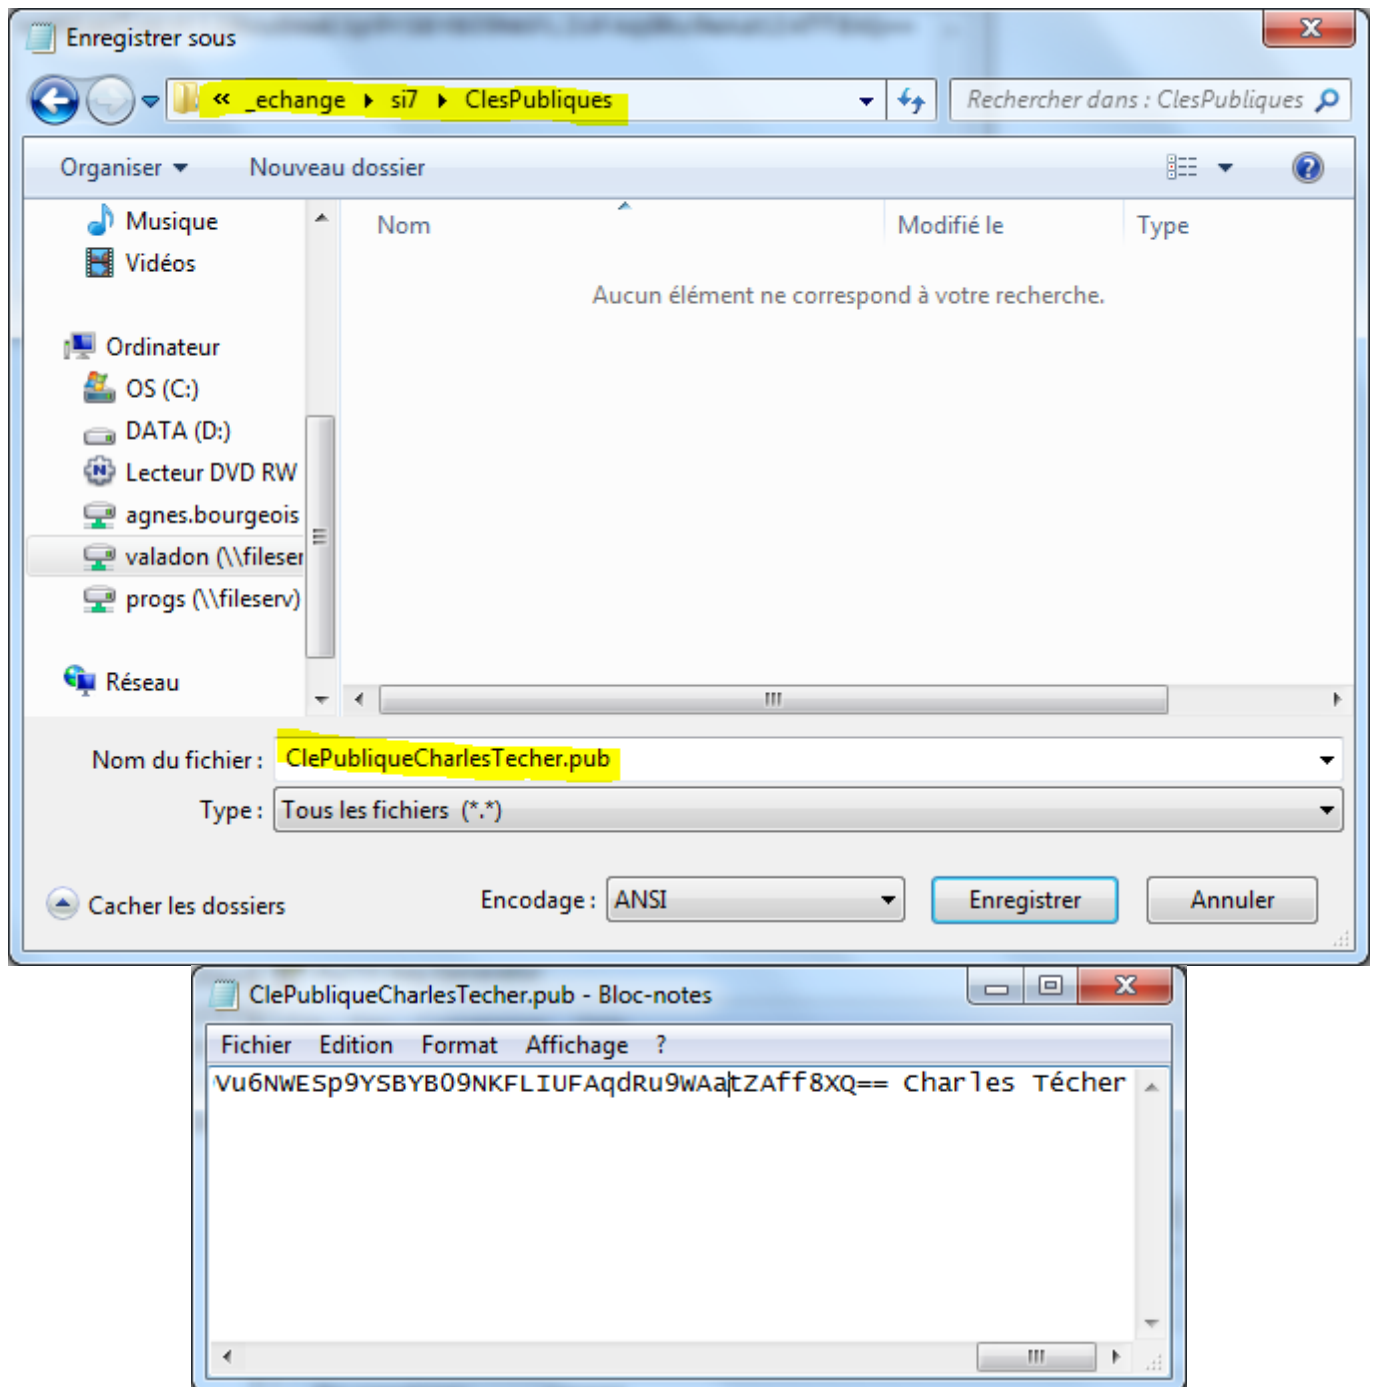 Enregistrer sous
« _echange ▸ si7 ▸ ClesPubliques
Rechercher dans : ClesPubliques
Organiser
Nouveau dossier
Nom
Modifié le
Type
Musique
Vidéos
Aucun élément ne correspond à votre recherche.
Ordinateur
OS (C:)
DATA (D:)
Lecteur DVD RW
agnes.bourgeois
valadon (\\fileser
progs (\\fileserv)
Réseau
Nom du fichier : ClePubliqueCharlesTecher.pub
Type : Tous les fichiers (*.*)
Cacher les dossiers
Encodage : ANSI
Enregistrer
Annuler
ClePubliqueCharlesTecher.pub - Bloc-notes
Fichier Edition Format Affichage ?
Vu6NWESp9YSBYBO9NKFLIUFAqdRu9WAatZAff8XQ== Charles Técher